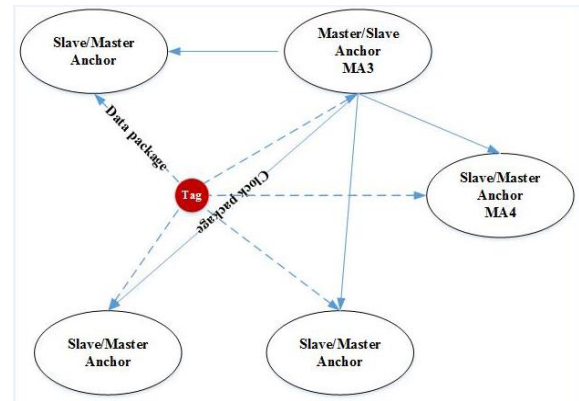 Slave/Master
Anchor
Master/Slave
Anchor
MA3
Data package
Tag
Clock package
Slave/Master
Anchor
MA4
Slave/Master
Anchor
Slave/Master
Anchor